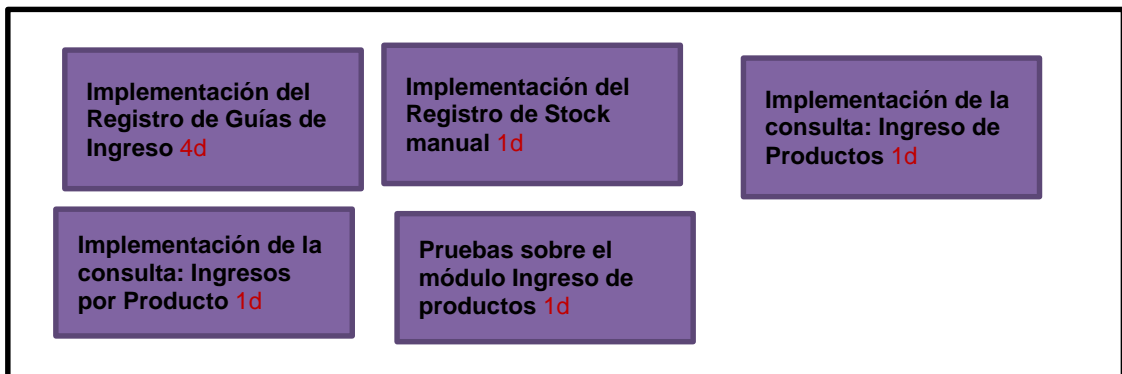 Implementación del
Registro de Guías de
Ingreso 4d
Implementación del
Registro de Stock
manual 1d
Implementación de la
consulta: Ingreso de
Productos 1d
Implementación de la
consulta: Ingresos
por Producto 1d
Pruebas sobre el
módulo Ingreso de
productos 1d